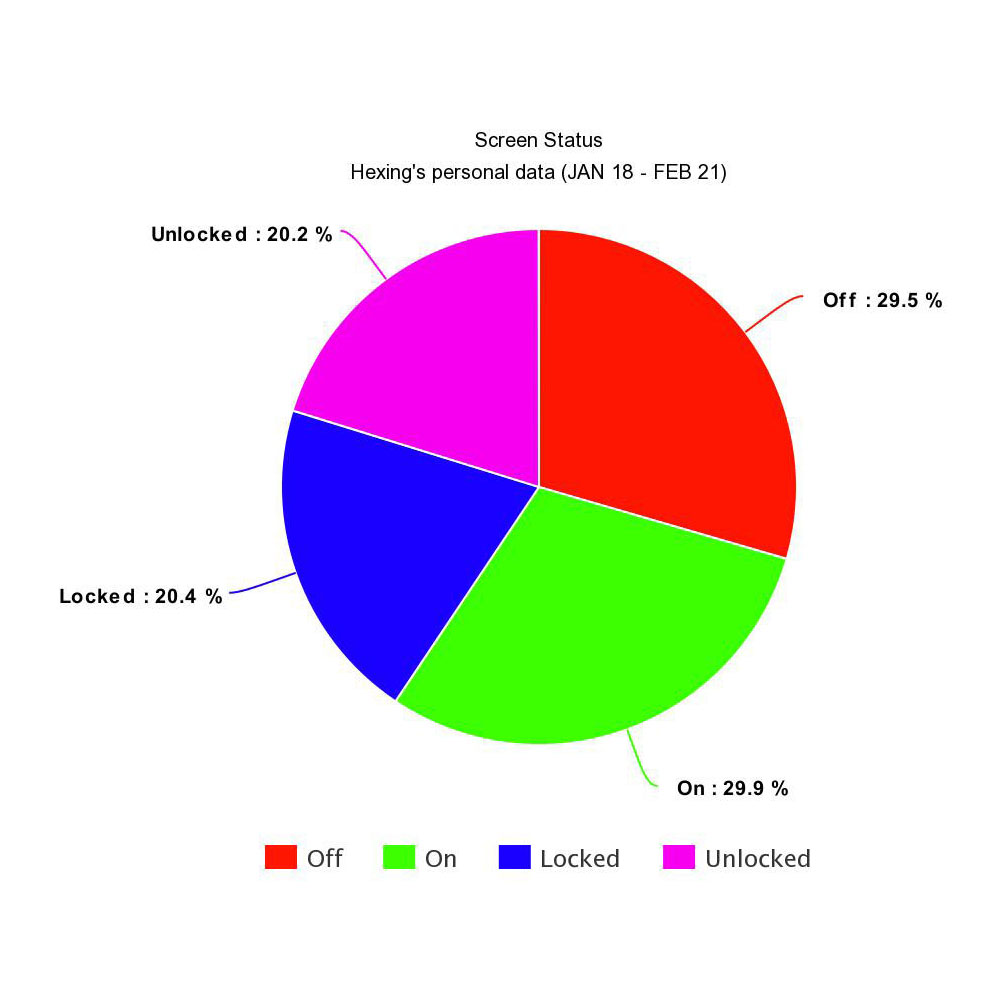 Screen Status
Hexing's personal data (JAN 18 - FEB 21)
Unlocked : 20.2 %
Off : 29.5 %
Locked : 20.4 %
On : 29.9 %
Off On Locked Unlocked